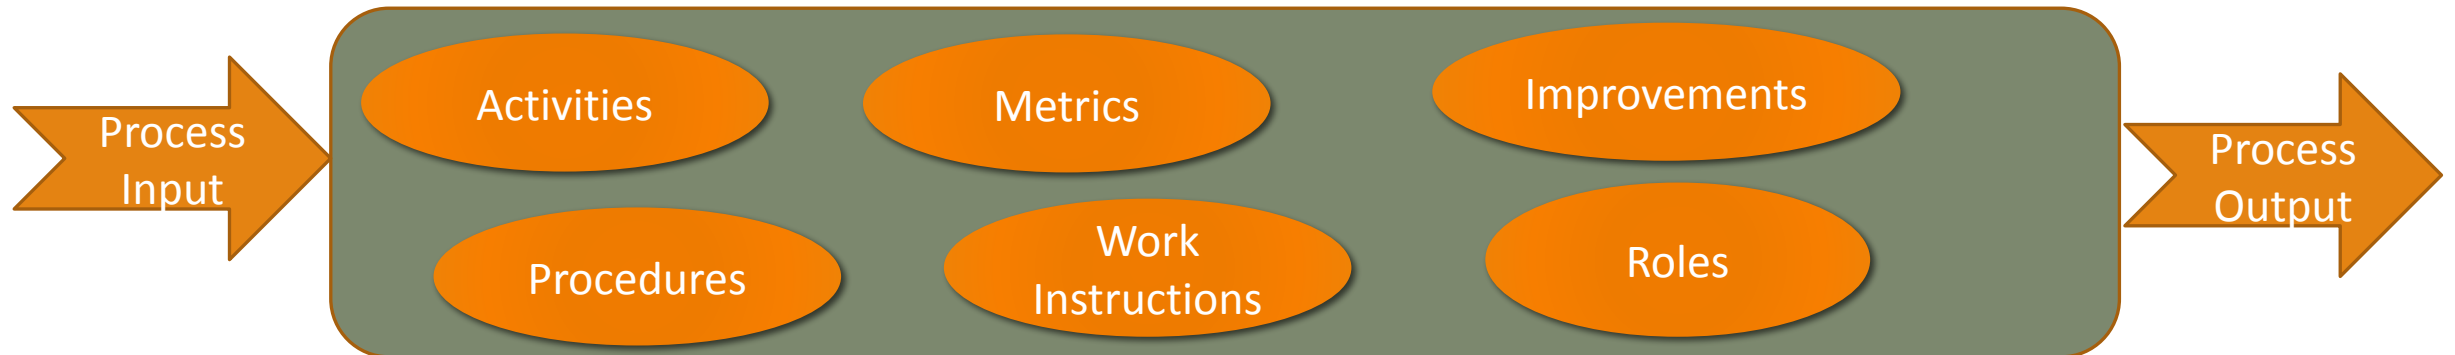 Process
Input
Activities
Metrics
Improvements
Procedures
Work
Instructions
Roles
Process
Output